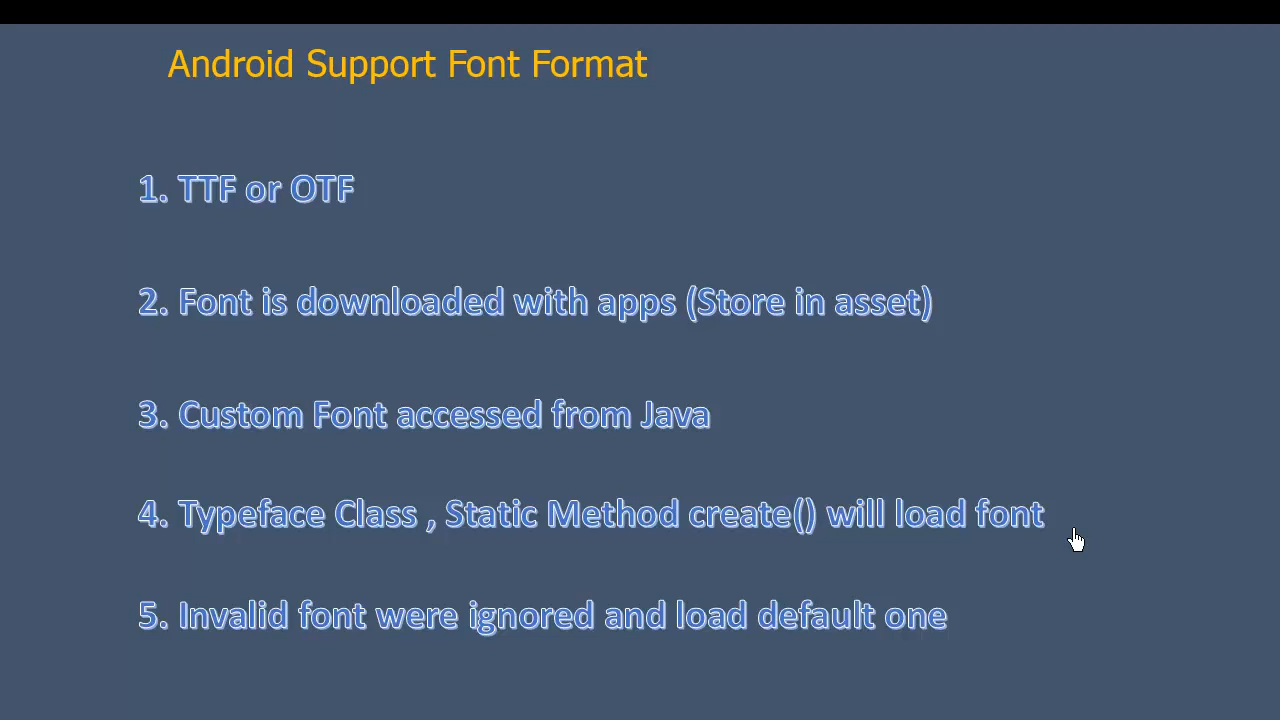 Android Support Font Format
1. TTF or OTF
2. Font is downloaded with apps (Store in asset)
3. Custom Font accessed from Java
4. Typeface Class , Static Method create() will load font
5. Invalid font were ignored and load default one